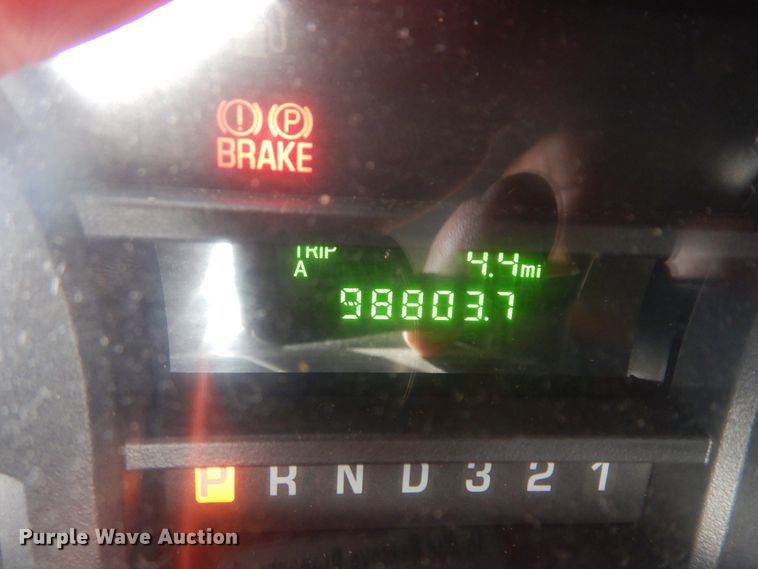 (!) (P)
BRAKE
TRIP 4.4mi
A
98803.7
P R N D 3 2 1
Purple Wave Auction